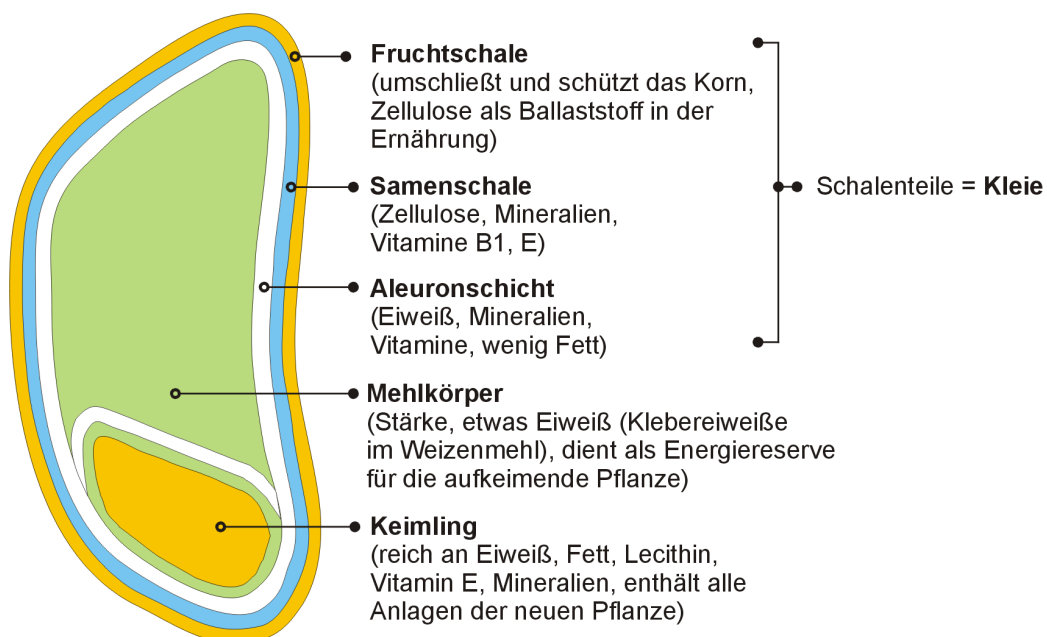 Fruchtschale
(umschließt und schützt das Korn,
Zellulose als Ballaststoff in der
Ernährung)
Samenschale
(Zellulose, Mineralien,
Vitamine B1, E)
Schalenteile = Kleie
Aleuronschicht
(Eiweiß, Mineralien,
Vitamine, wenig Fett)
Mehlkörper
(Stärke, etwas Eiweiß (Klebereiweiße
im Weizenmehl), dient als Energiereserve
für die aufkeimende Pflanze)
Keimling
(reich an Eiweiß, Fett, Lecithin,
Vitamin E, Mineralien, enthält alle
Anlagen der neuen Pflanze)